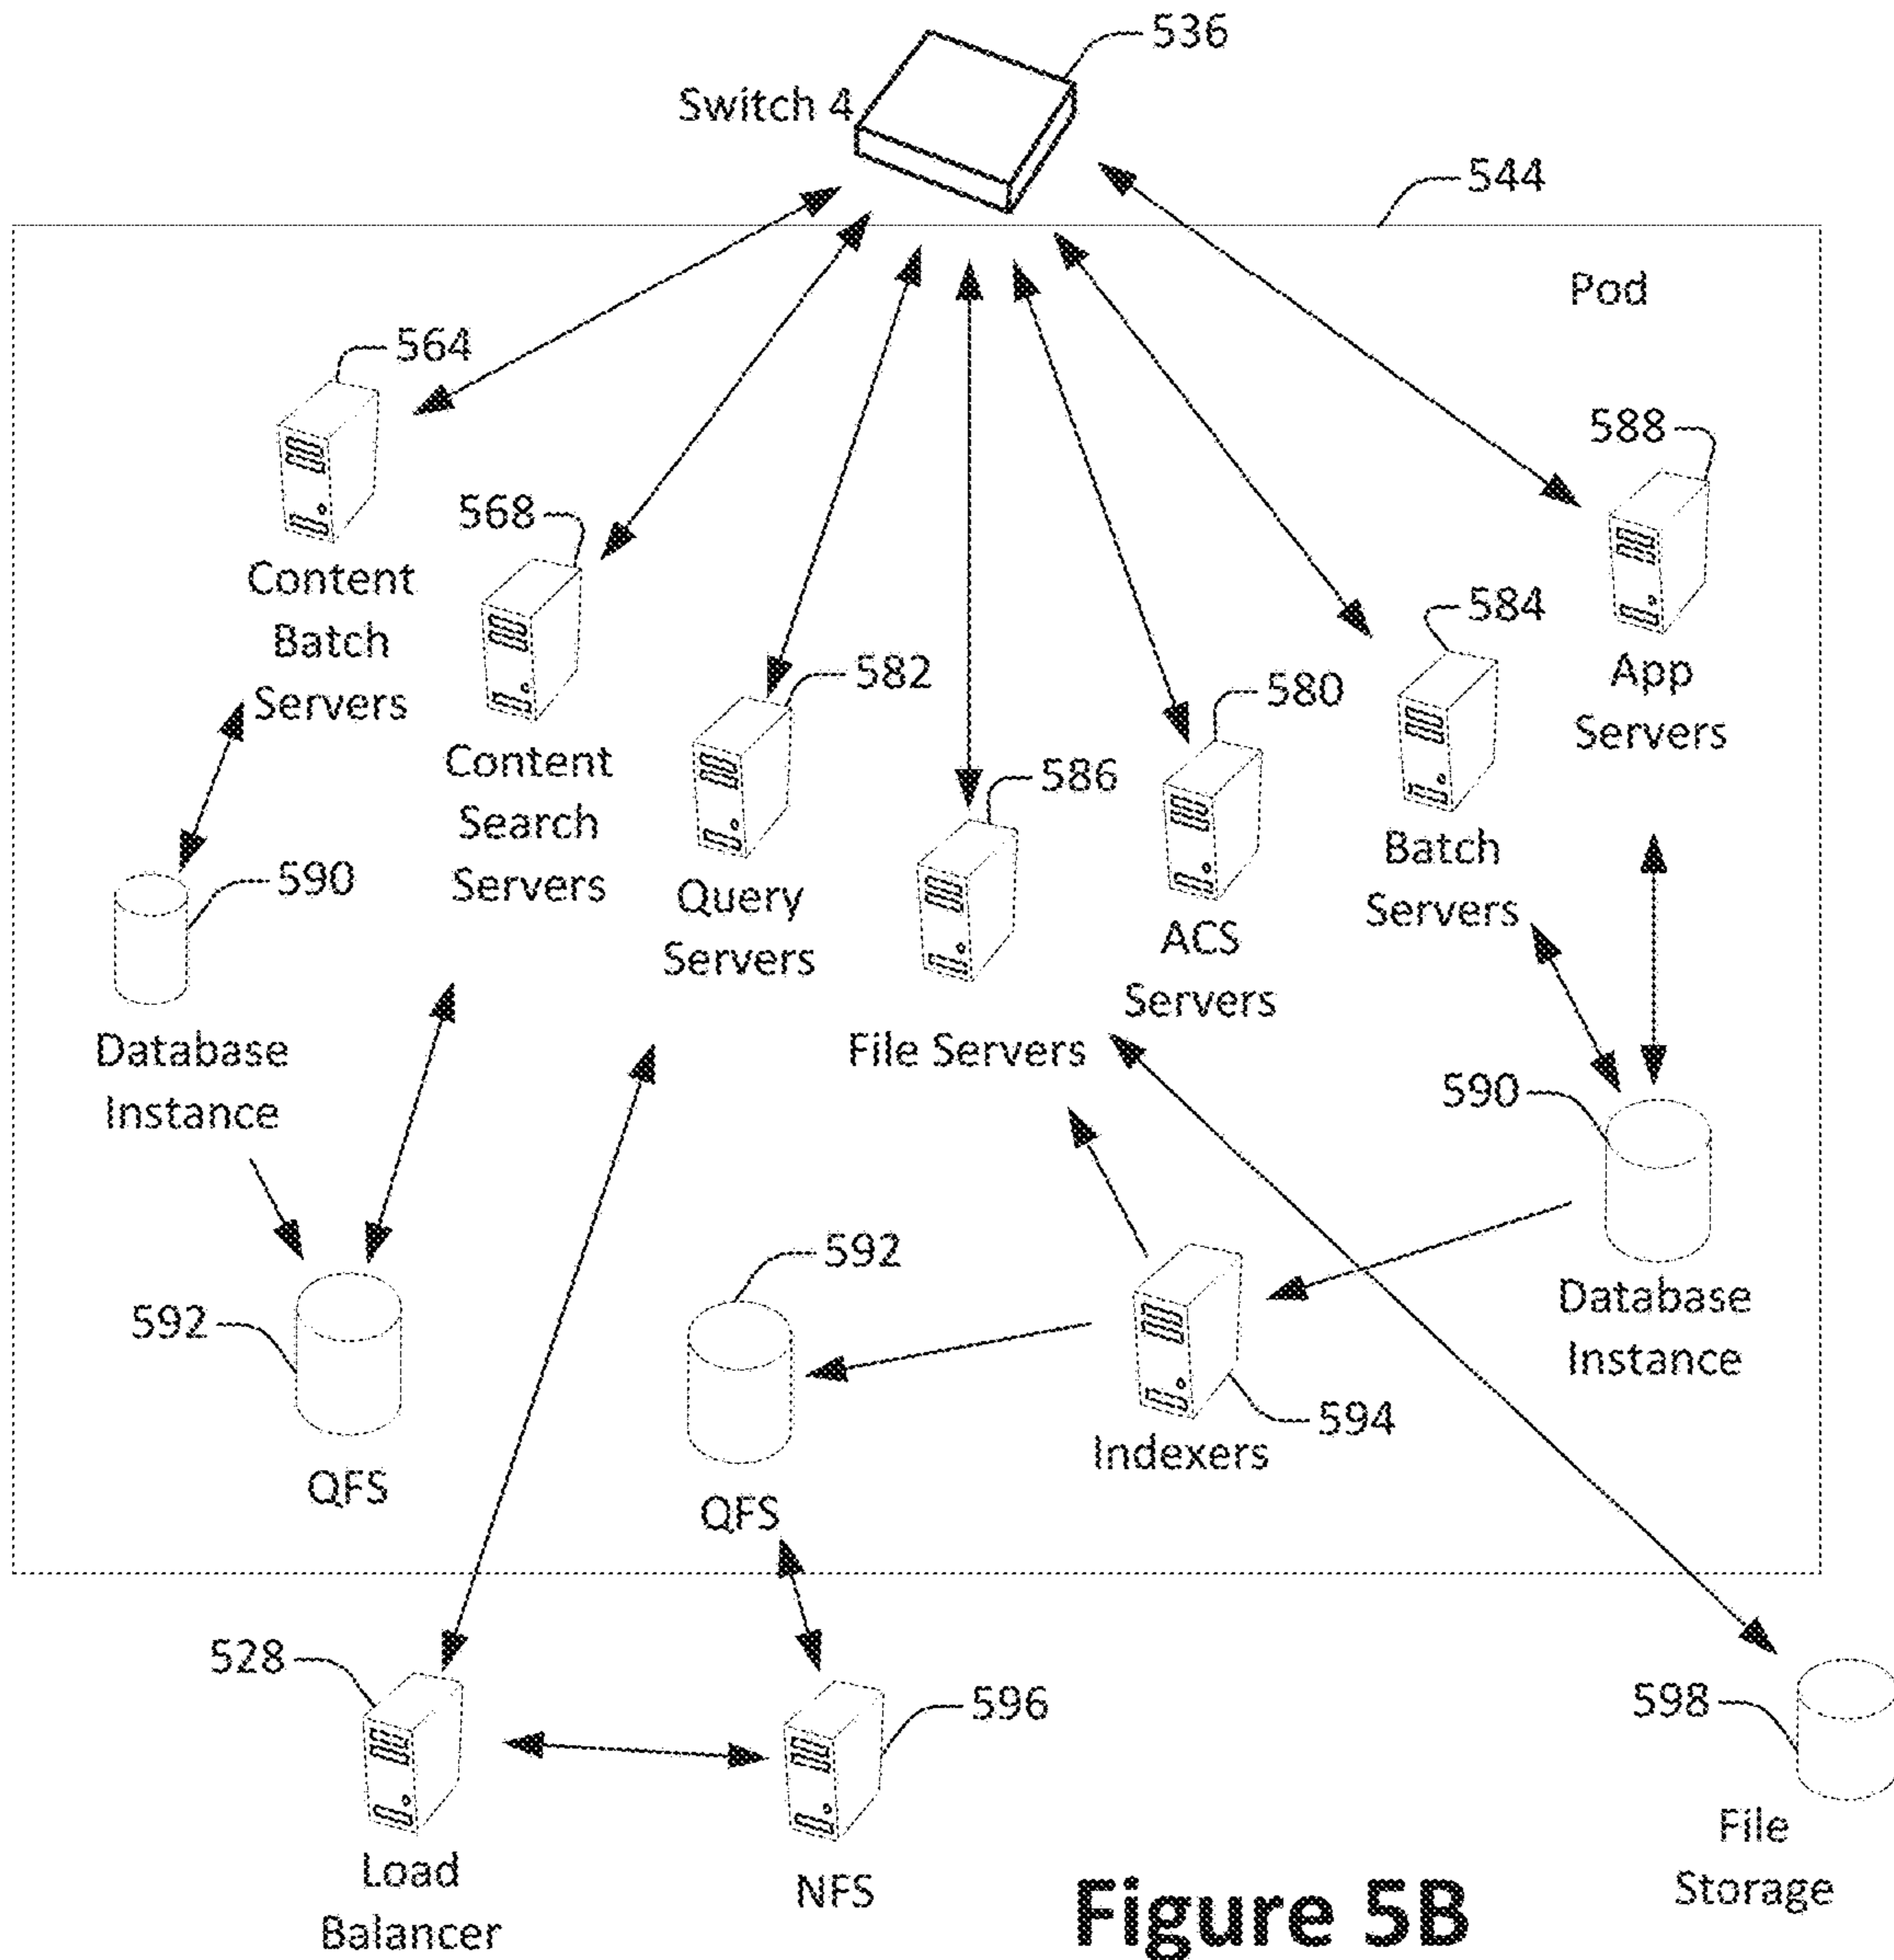 536
Switch 4
544
Pod
564
Content
Batch
Servers
568
Content
Search
Servers
582
Query
Servers
586
File Servers
580
ACS
Servers
584
Batch
Servers
588
App
Servers
590
Database
Instance
590
Database
Instance
592
QFS
592
QFS
594
Indexers
528
Load
Balancer
596
NFS
598
File
Storage
Figure 5B